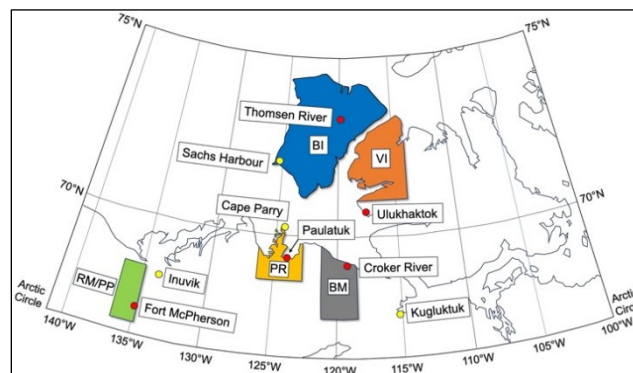 75°N
75°N
Thomsen River
BI
VI
Sachs Harbour
70°N
Cape Parry
70°N
Paulatuk
Ulukhaktok
PR
Croker River
RM/PP
Inuvik
BM
Arctic
Circle
Arctic
Circle
Fort McPherson
Kugluktuk
140°W
100°W
135°W
105°W
130°W
125°W
120°W
115°W
110°W